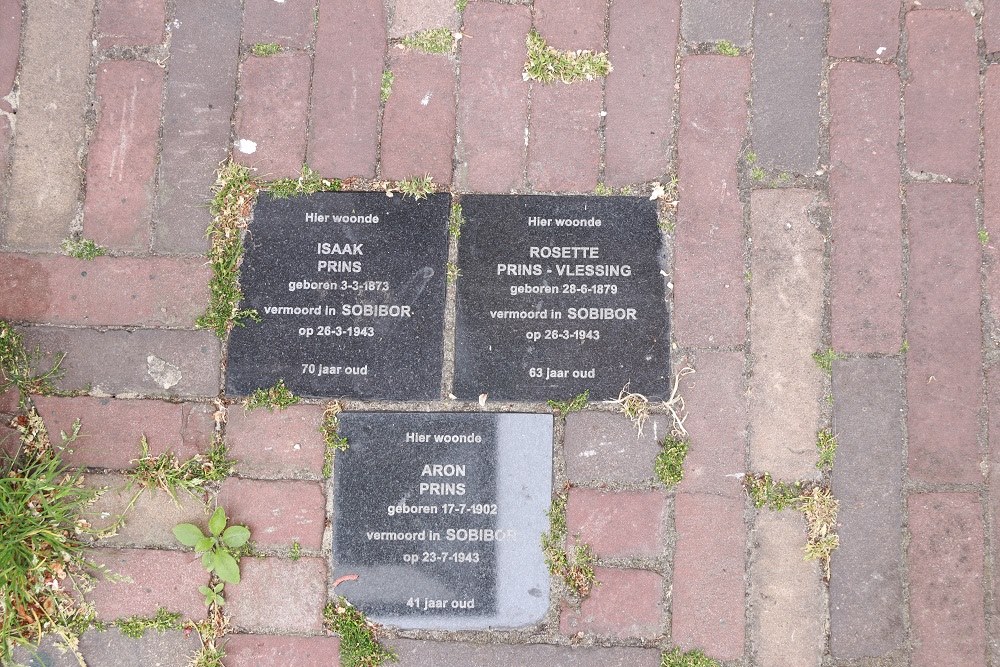 Hier woonde
ISAAK
PRINS
geboren 3-3-1873
vermoord in SOBIBOR
op 26-3-1943
70 jaar oud
Hier woonde
ROSETTE
PRINS - VLESSING
geboren 28-6-1879
vermoord in SOBIBOR
op 26-3-1943
63 jaar oud
Hier woonde
ARON
PRINS
geboren 17-7-1902
vermoord in SOBIBOR
op 23-7-1943
41 jaar oud